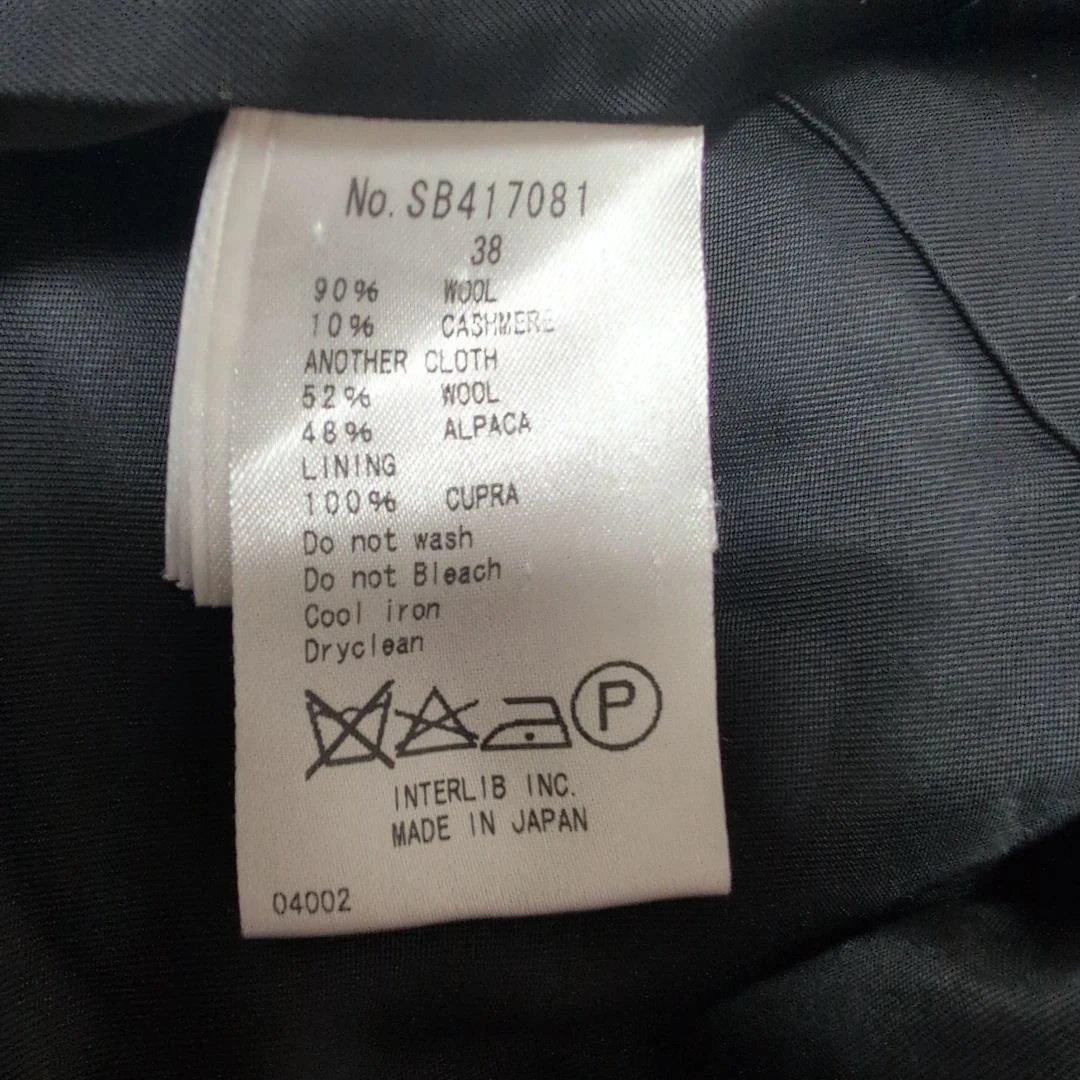 No. SB417081
38
90% WOOL
10% CASHMERE
ANOTHER CLOTH
52% WOOL
48% ALPACA
LINING
100% CUPRA
Do not wash
Do not Bleach
Cool iron
Dryclean
P
INTERLIB INC.
MADE IN JAPAN
04002